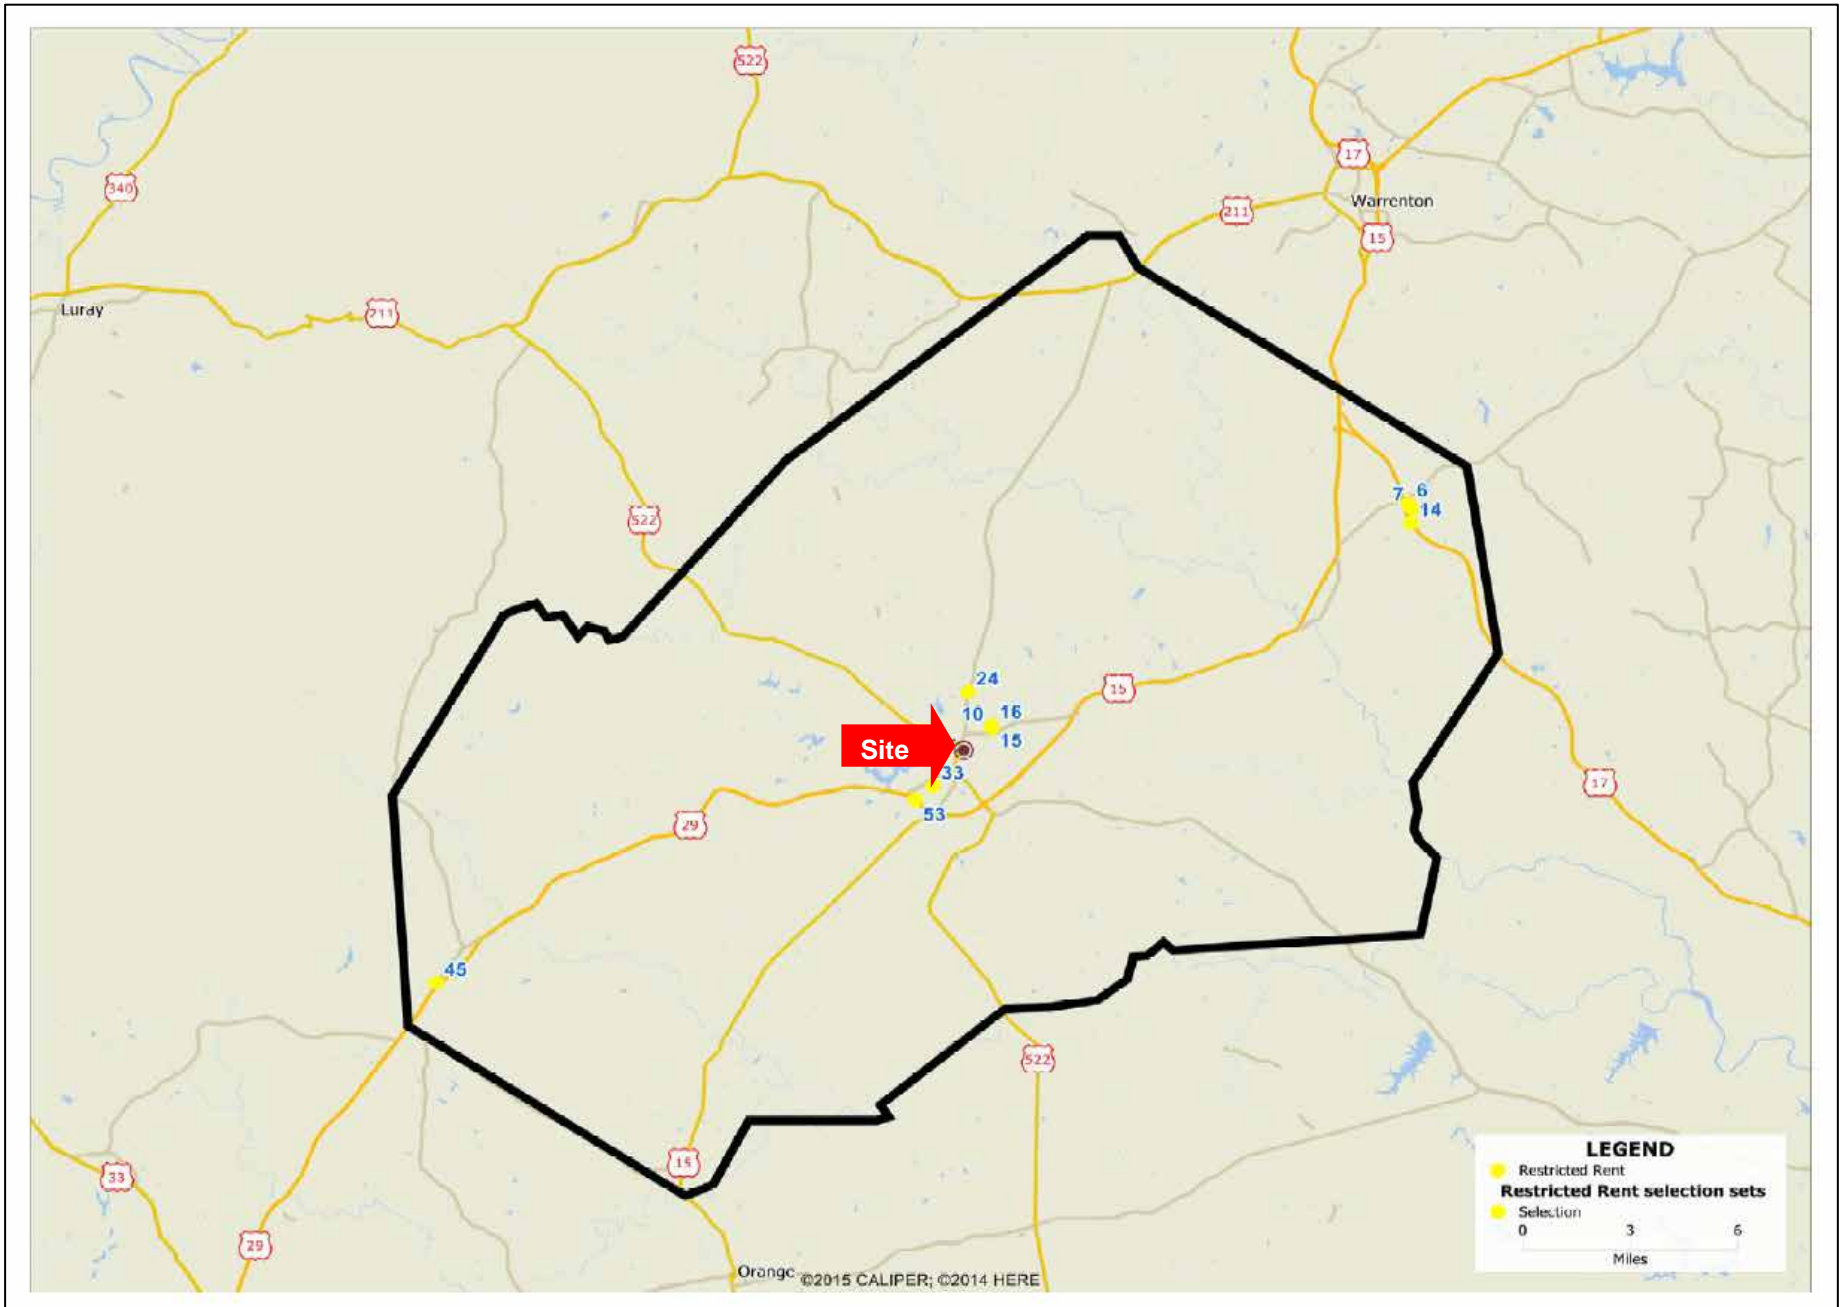 522
17
340
Warrenton
211
15
Luray
211
522
7 6
14
24
15
10 16
15
Site
33
53
29
17
45
522
15
33
29
Orange
©2015 CALIPER; ©2014 HERE
LEGEND
Restricted Rent
Restricted Rent selection sets
Selection
0 3 6
Miles